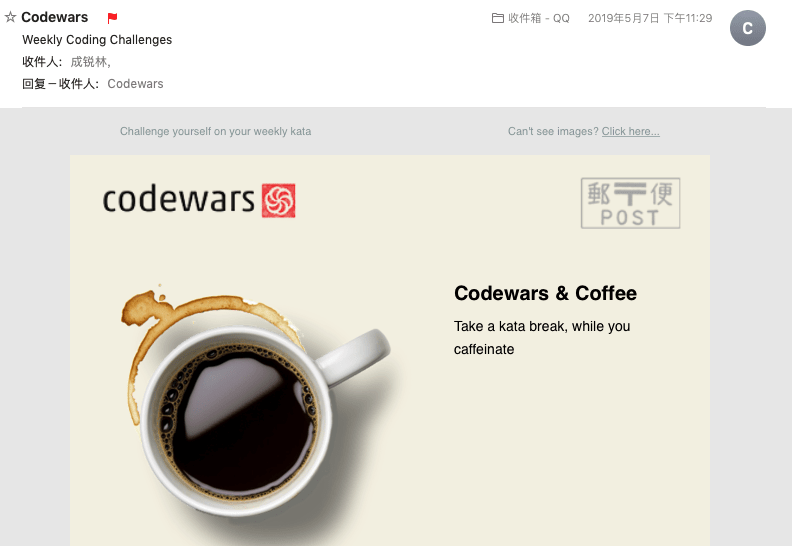 ☆ Codewars
收件箱 - QQ 2019年5月7日 下午11:29
C
Weekly Coding Challenges
收件人： 成锐林,
回复－收件人： Codewars
Challenge yourself on your weekly kata
Can't see images? Click here...
codewars
郵〒便
POST
Codewars & Coffee
Take a kata break, while you
caffeinate